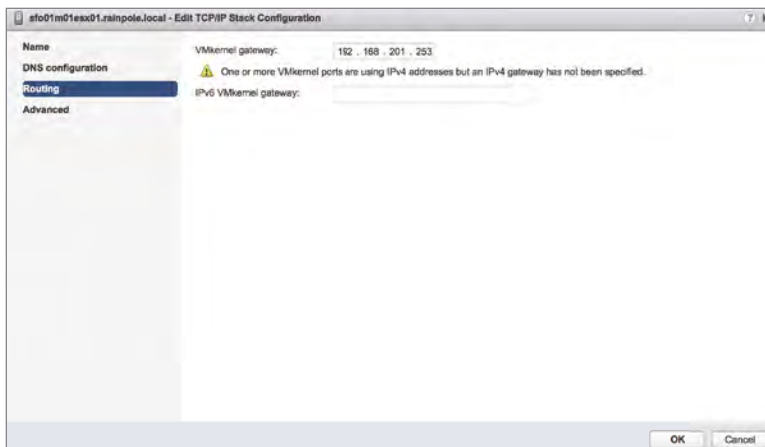 sfo01m01esx01.rainpole.local - Edit TCP/IP Stack Configuration
Name
DNS configuration
Routing
Advanced
VMkernel gateway: 192 . 168 . 201 . 253
One or more VMkernel ports are using IPv4 addresses but an IPv4 gateway has not been specified.
IPv6 VMkernel gateway:
OK Cancel